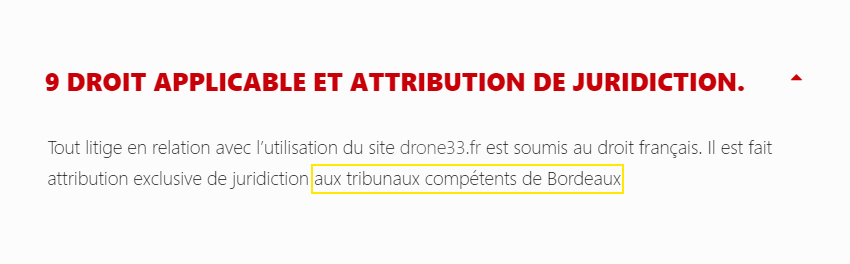 9 DROIT APPLICABLE ET ATTRIBUTION DE JURIDICTION.
Tout litige en relation avec l’utilisation du site drone33.fr est soumis au droit français. Il est fait
attribution exclusive de juridiction aux tribunaux compétents de Bordeaux